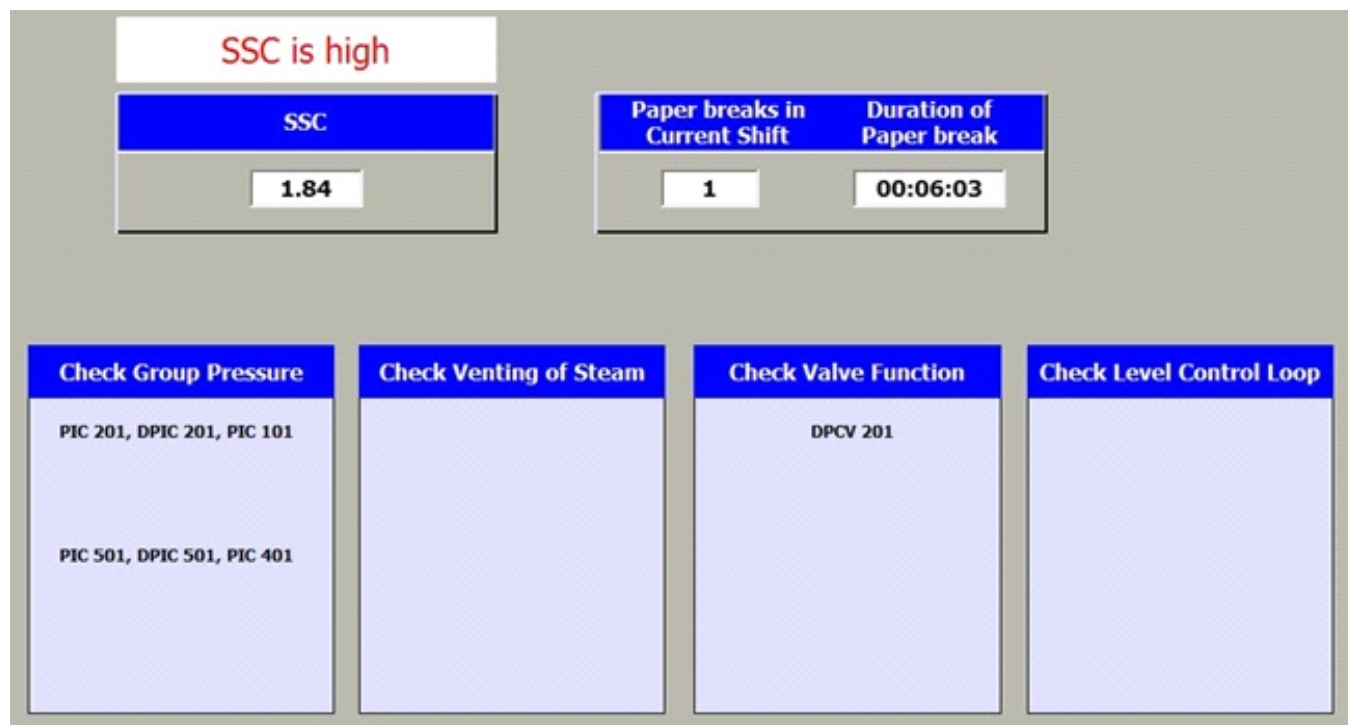 SSC is high
SSC
1.84
Paper breaks in
Current Shift
Duration of
Paper break
1
00:06:03
Check Group Pressure
PIC 201, DPIC 201, PIC 101
PIC 501, DPIC 501, PIC 401
Check Venting of Steam
Check Valve Function
DPCV 201
Check Level Control Loop